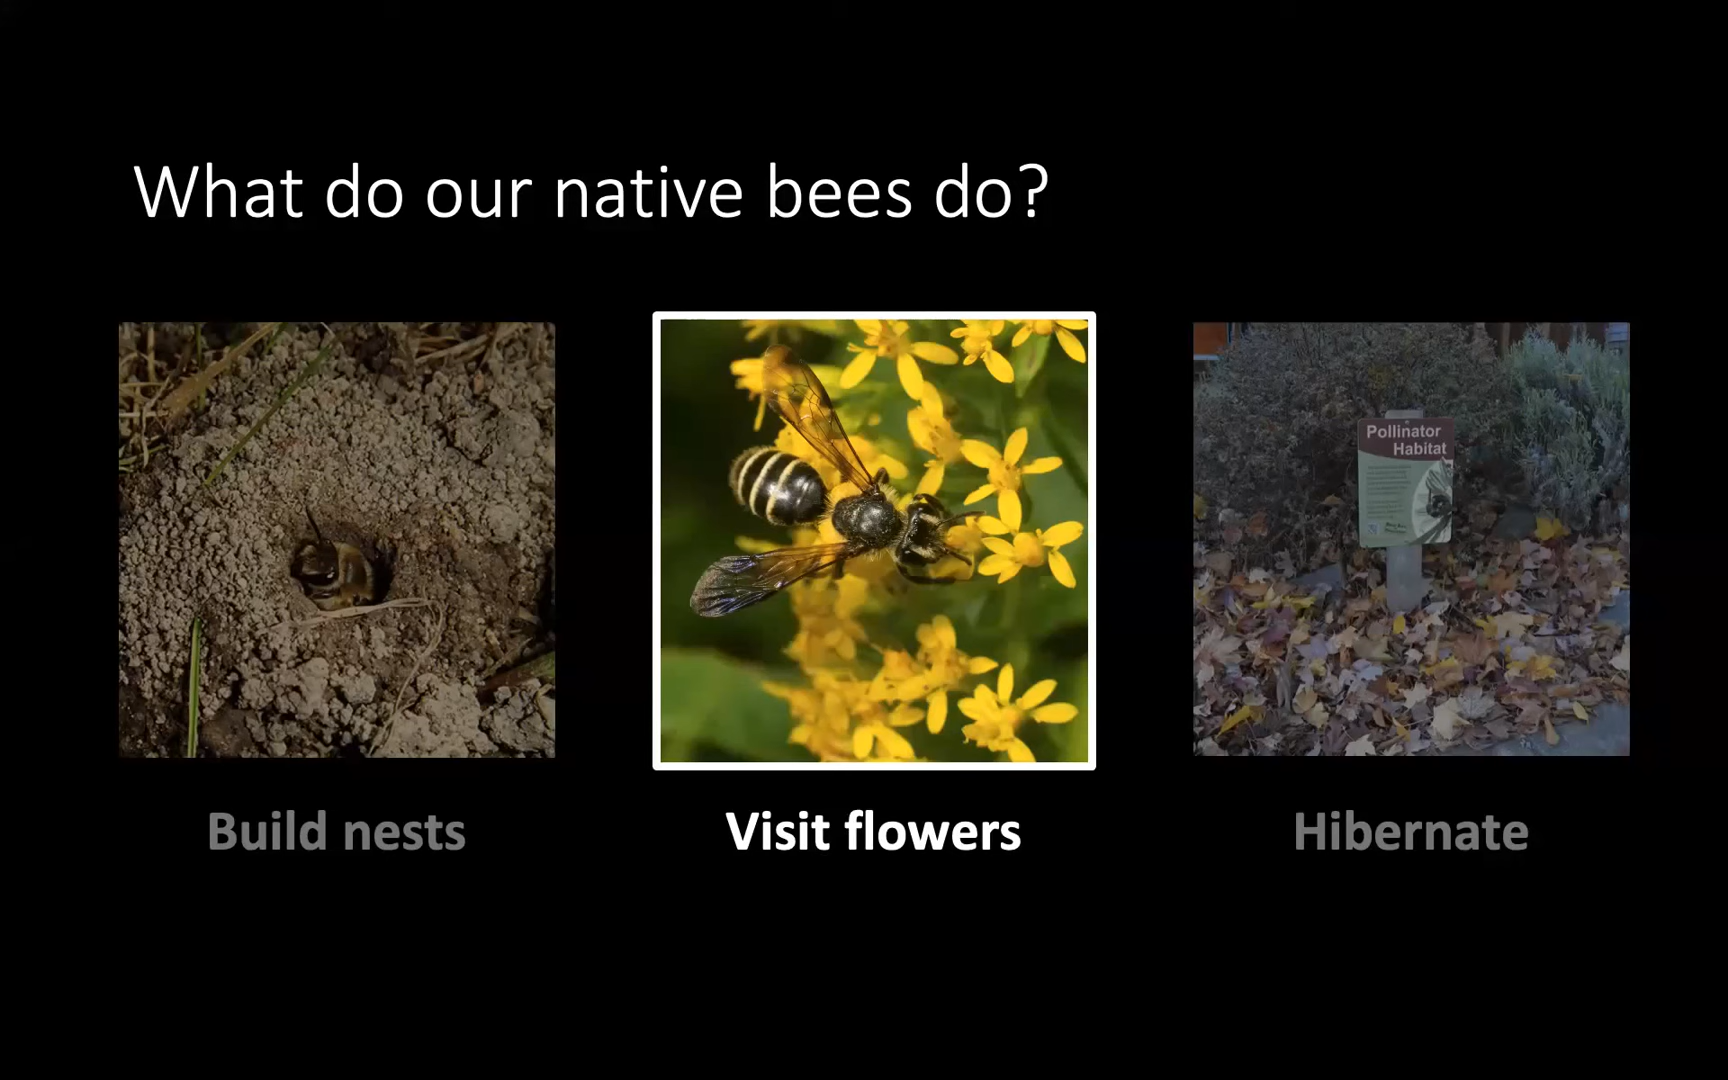 What do our native bees do?
Pollinator
Habitat
Build nests
Visit flowers
Hibernate